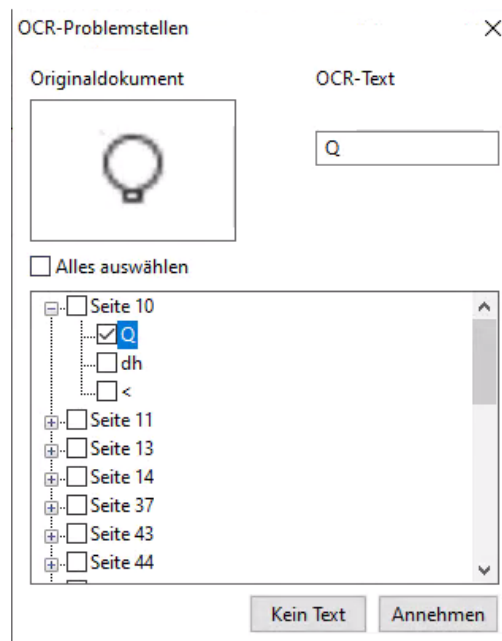 OCR-Problemstellen
Originaldokument
OCR-Text
Q
Alles auswählen
Seite 10
Q
dh
<
Seite 11
Seite 13
Seite 14
Seite 37
Seite 43
Seite 44
Kein Text
Annehmen